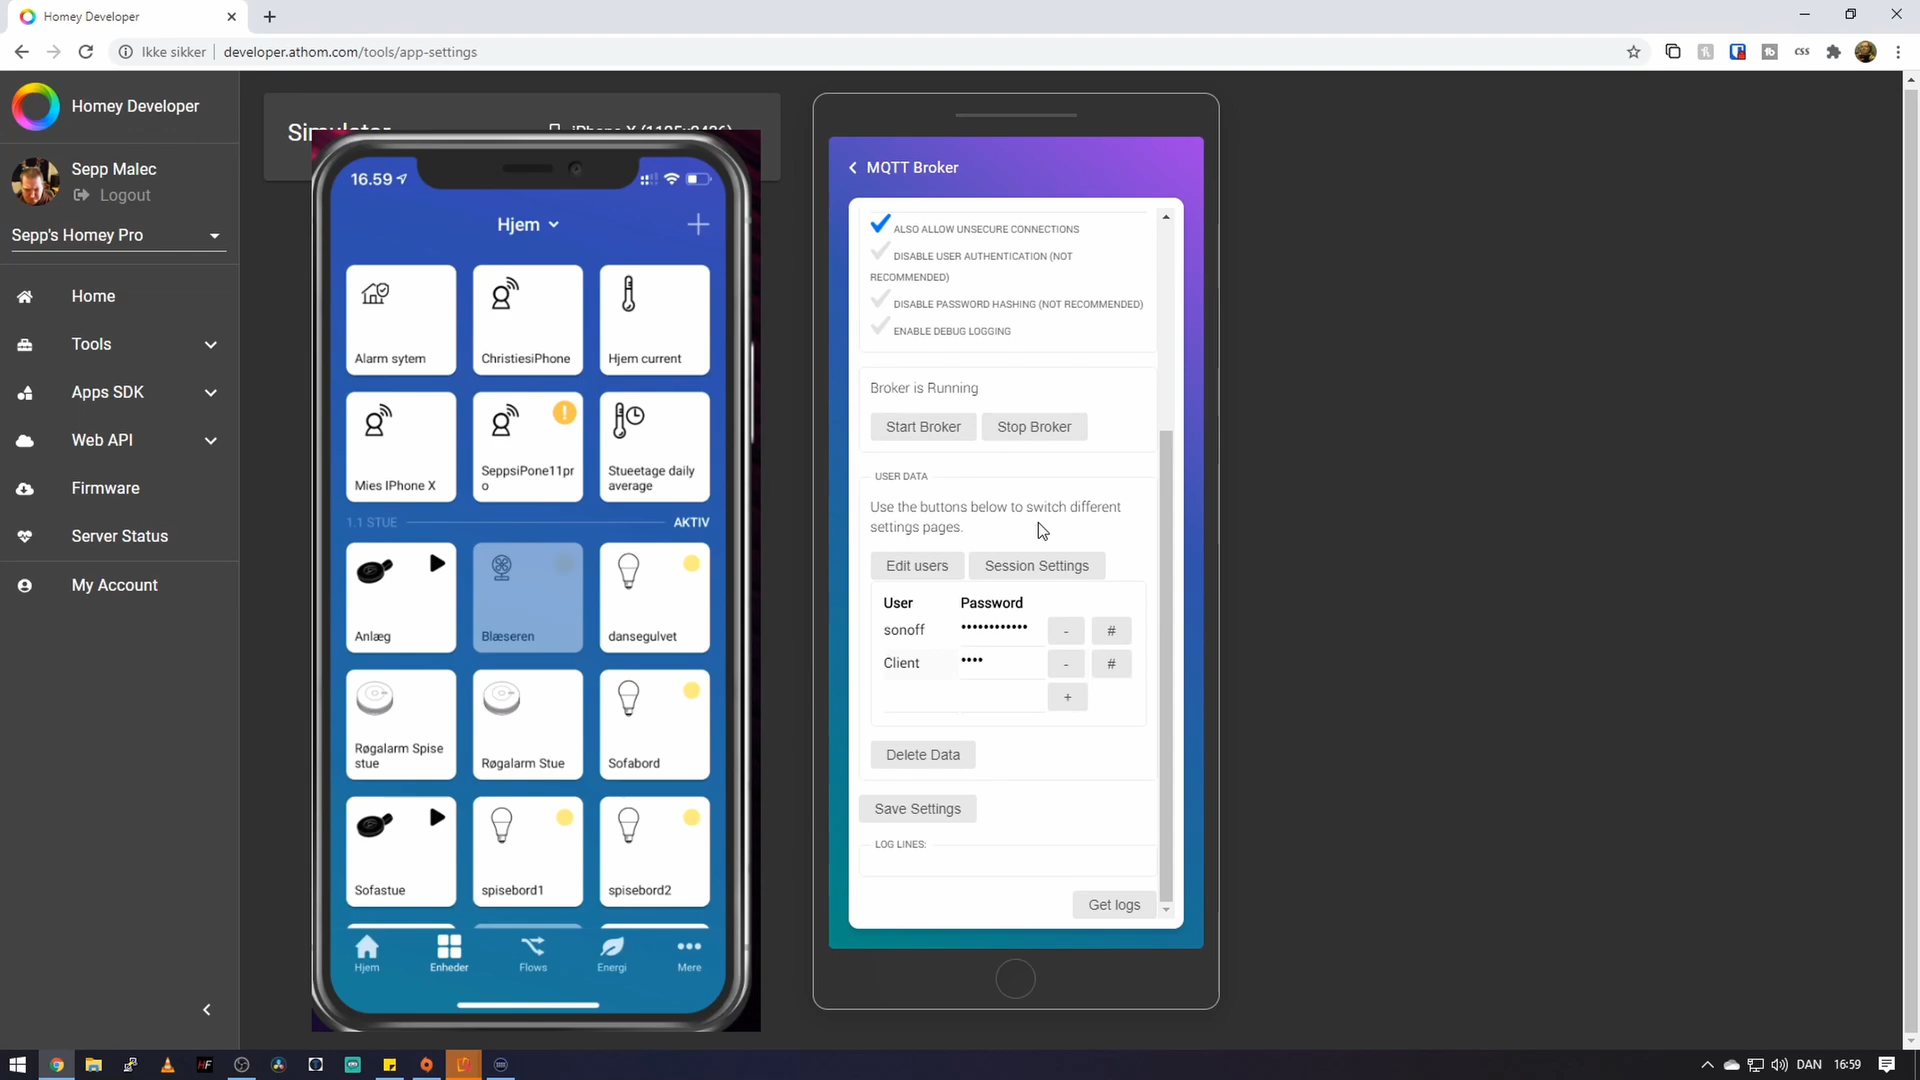 Homey Developer
Ikke sikker
developer.athom.com/tools/app-settings
CSS
Homey Developer
Sepp Malec
Logout
Sepp's Homey Pro
Home
Tools
Apps SDK
Web API
Firmware
Server Status
My Account
Simulator
iPhone X (1125x2436)
16.59
Hjem
Alarm sytem
ChristiesiPhone
Hjem current
Mies IPhone X
SeppsiPone11pr
o
Stueetage daily
average
1.1 STUE
AKTIV
Anlæg
Blæseren
dansegulvet
Røgalarm Spise
stue
Røgalarm Stue
Sofabord
Sofastue
spisebord1
spisebord2
Hjem
Enheder
Flows
Energi
Mere
MQTT Broker
ALSO ALLOW UNSECURE CONNECTIONS
DISABLE USER AUTHENTICATION (NOT
RECOMMENDED)
DISABLE PASSWORD HASHING (NOT RECOMMENDED)
ENABLE DEBUG LOGGING
Broker is Running
Start Broker
Stop Broker
USER DATA
Use the buttons below to switch different
settings pages.
Edit users
Session Settings
User
Password
sonoff
••••••••••••
-
#
Client
••••
-
#
+
Delete Data
Save Settings
LOG LINES:
Get logs
HF
DAN
16:59